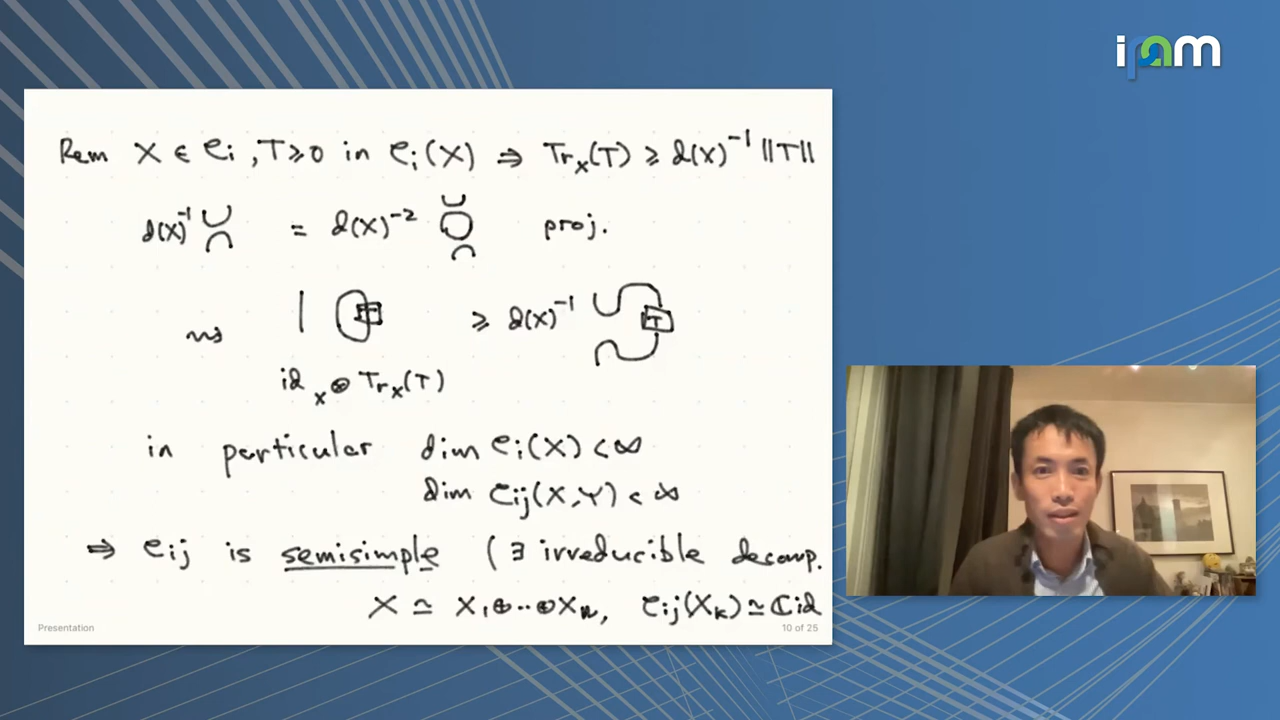 ipam
Rem X ∈ C_i, T ≥ 0 in C_i(X) ⇒ Tr_X(T) ≥ d(X)^{-1} ‖T‖
d(X)^{-1} = d(X)^{-2} proj.
T ≥ d(X)^{-1} T
id_X ⊗ Tr_X(T)
in particular dim C_i(X) < ∞
dim C_ij(X,Y) < ∞
⇒ C_ij is semisimple (∃ irreducible decomp.
X ≃ X_1 ⊕ ·· ⊕ X_n, C_ij(X_k) ≃ ℂ id
Presentation 10 of 25